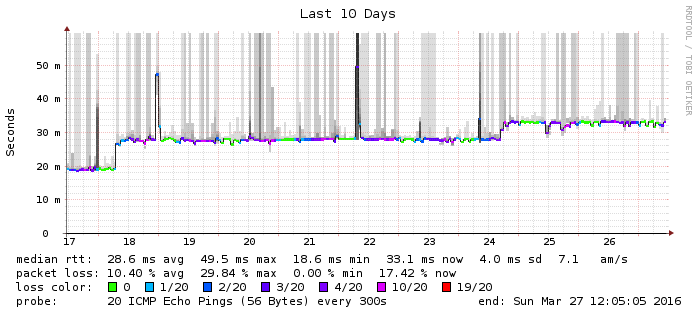 Last 10 Days
RRDTOOL / TOBI OETIKER
Seconds
50 m
40 m
30 m
20 m
10 m
0
17 18 19 20 21 22 23 24 25 26
median rtt: 28.6 ms avg 49.5 ms max 18.6 ms min 33.1 ms now 4.0 ms sd 7.1 am/s
packet loss: 10.40 % avg 29.84 % max 0.00 % min 17.42 % now
loss color: 0 1/20 2/20 3/20 4/20 10/20 19/20
probe: 20 ICMP Echo Pings (56 Bytes) every 300s end: Sun Mar 27 12:05:05 2016